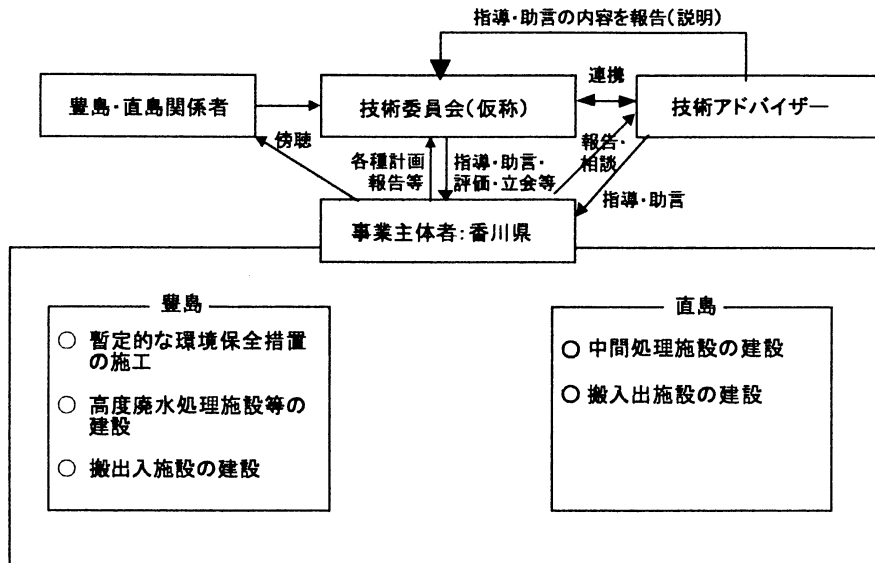 指導・助言の内容を報告(説明)
豊島・直島関係者
技術委員会(仮称)
連携
技術アドバイザー
傍聴
各種計画
報告等
指導・助言・
評価・立会等
報告・
相談
指導・助言
事業主体者:香川県
豊島
○ 暫定的な環境保全措置
の施工
○ 高度廃水処理施設等の
建設
○ 搬出入施設の建設
直島
○ 中間処理施設の建設
○ 搬入出施設の建設